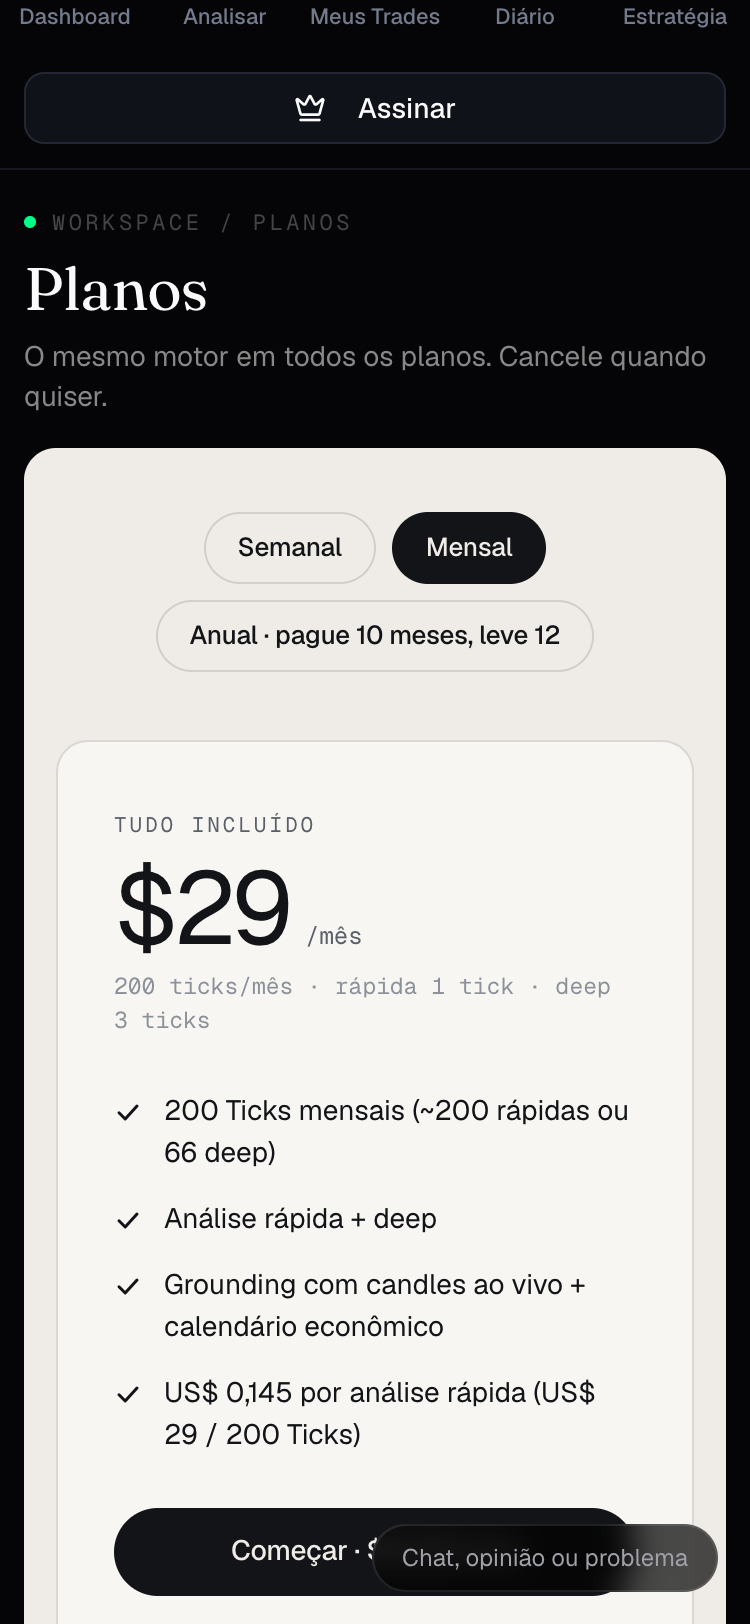 Dashboard Analisar Meus Trades Diário Estratégia
Assinar
WORKSPACE / PLANOS
Planos
O mesmo motor em todos os planos. Cancele quando
quiser.
Semanal Mensal
Anual · pague 10 meses, leve 12
TUDO INCLUÍDO
$29 /mês
200 ticks/mês · rápida 1 tick · deep
3 ticks
200 Ticks mensais (~200 rápidas ou
66 deep)
Análise rápida + deep
Grounding com candles ao vivo +
calendário econômico
US$ 0,145 por análise rápida (US$
29 / 200 Ticks)
Começar ·
Chat, opinião ou problema